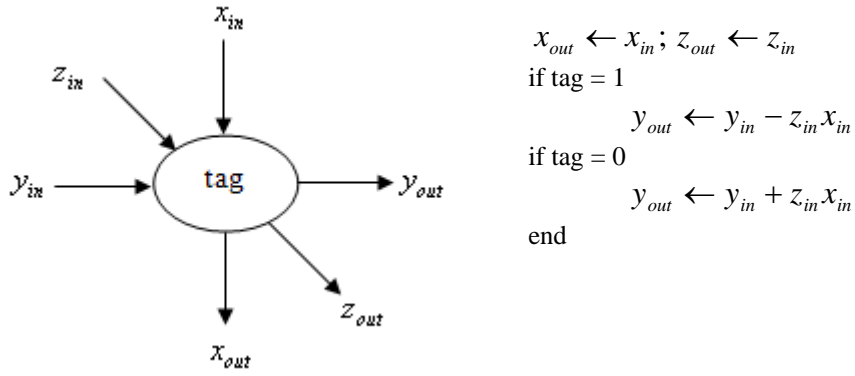 x_in
z_in
y_in
tag
y_out
z_out
x_out
x_out ← x_in; z_out ← z_in
if tag = 1
y_out ← y_in − z_in x_in
if tag = 0
y_out ← y_in + z_in x_in
end